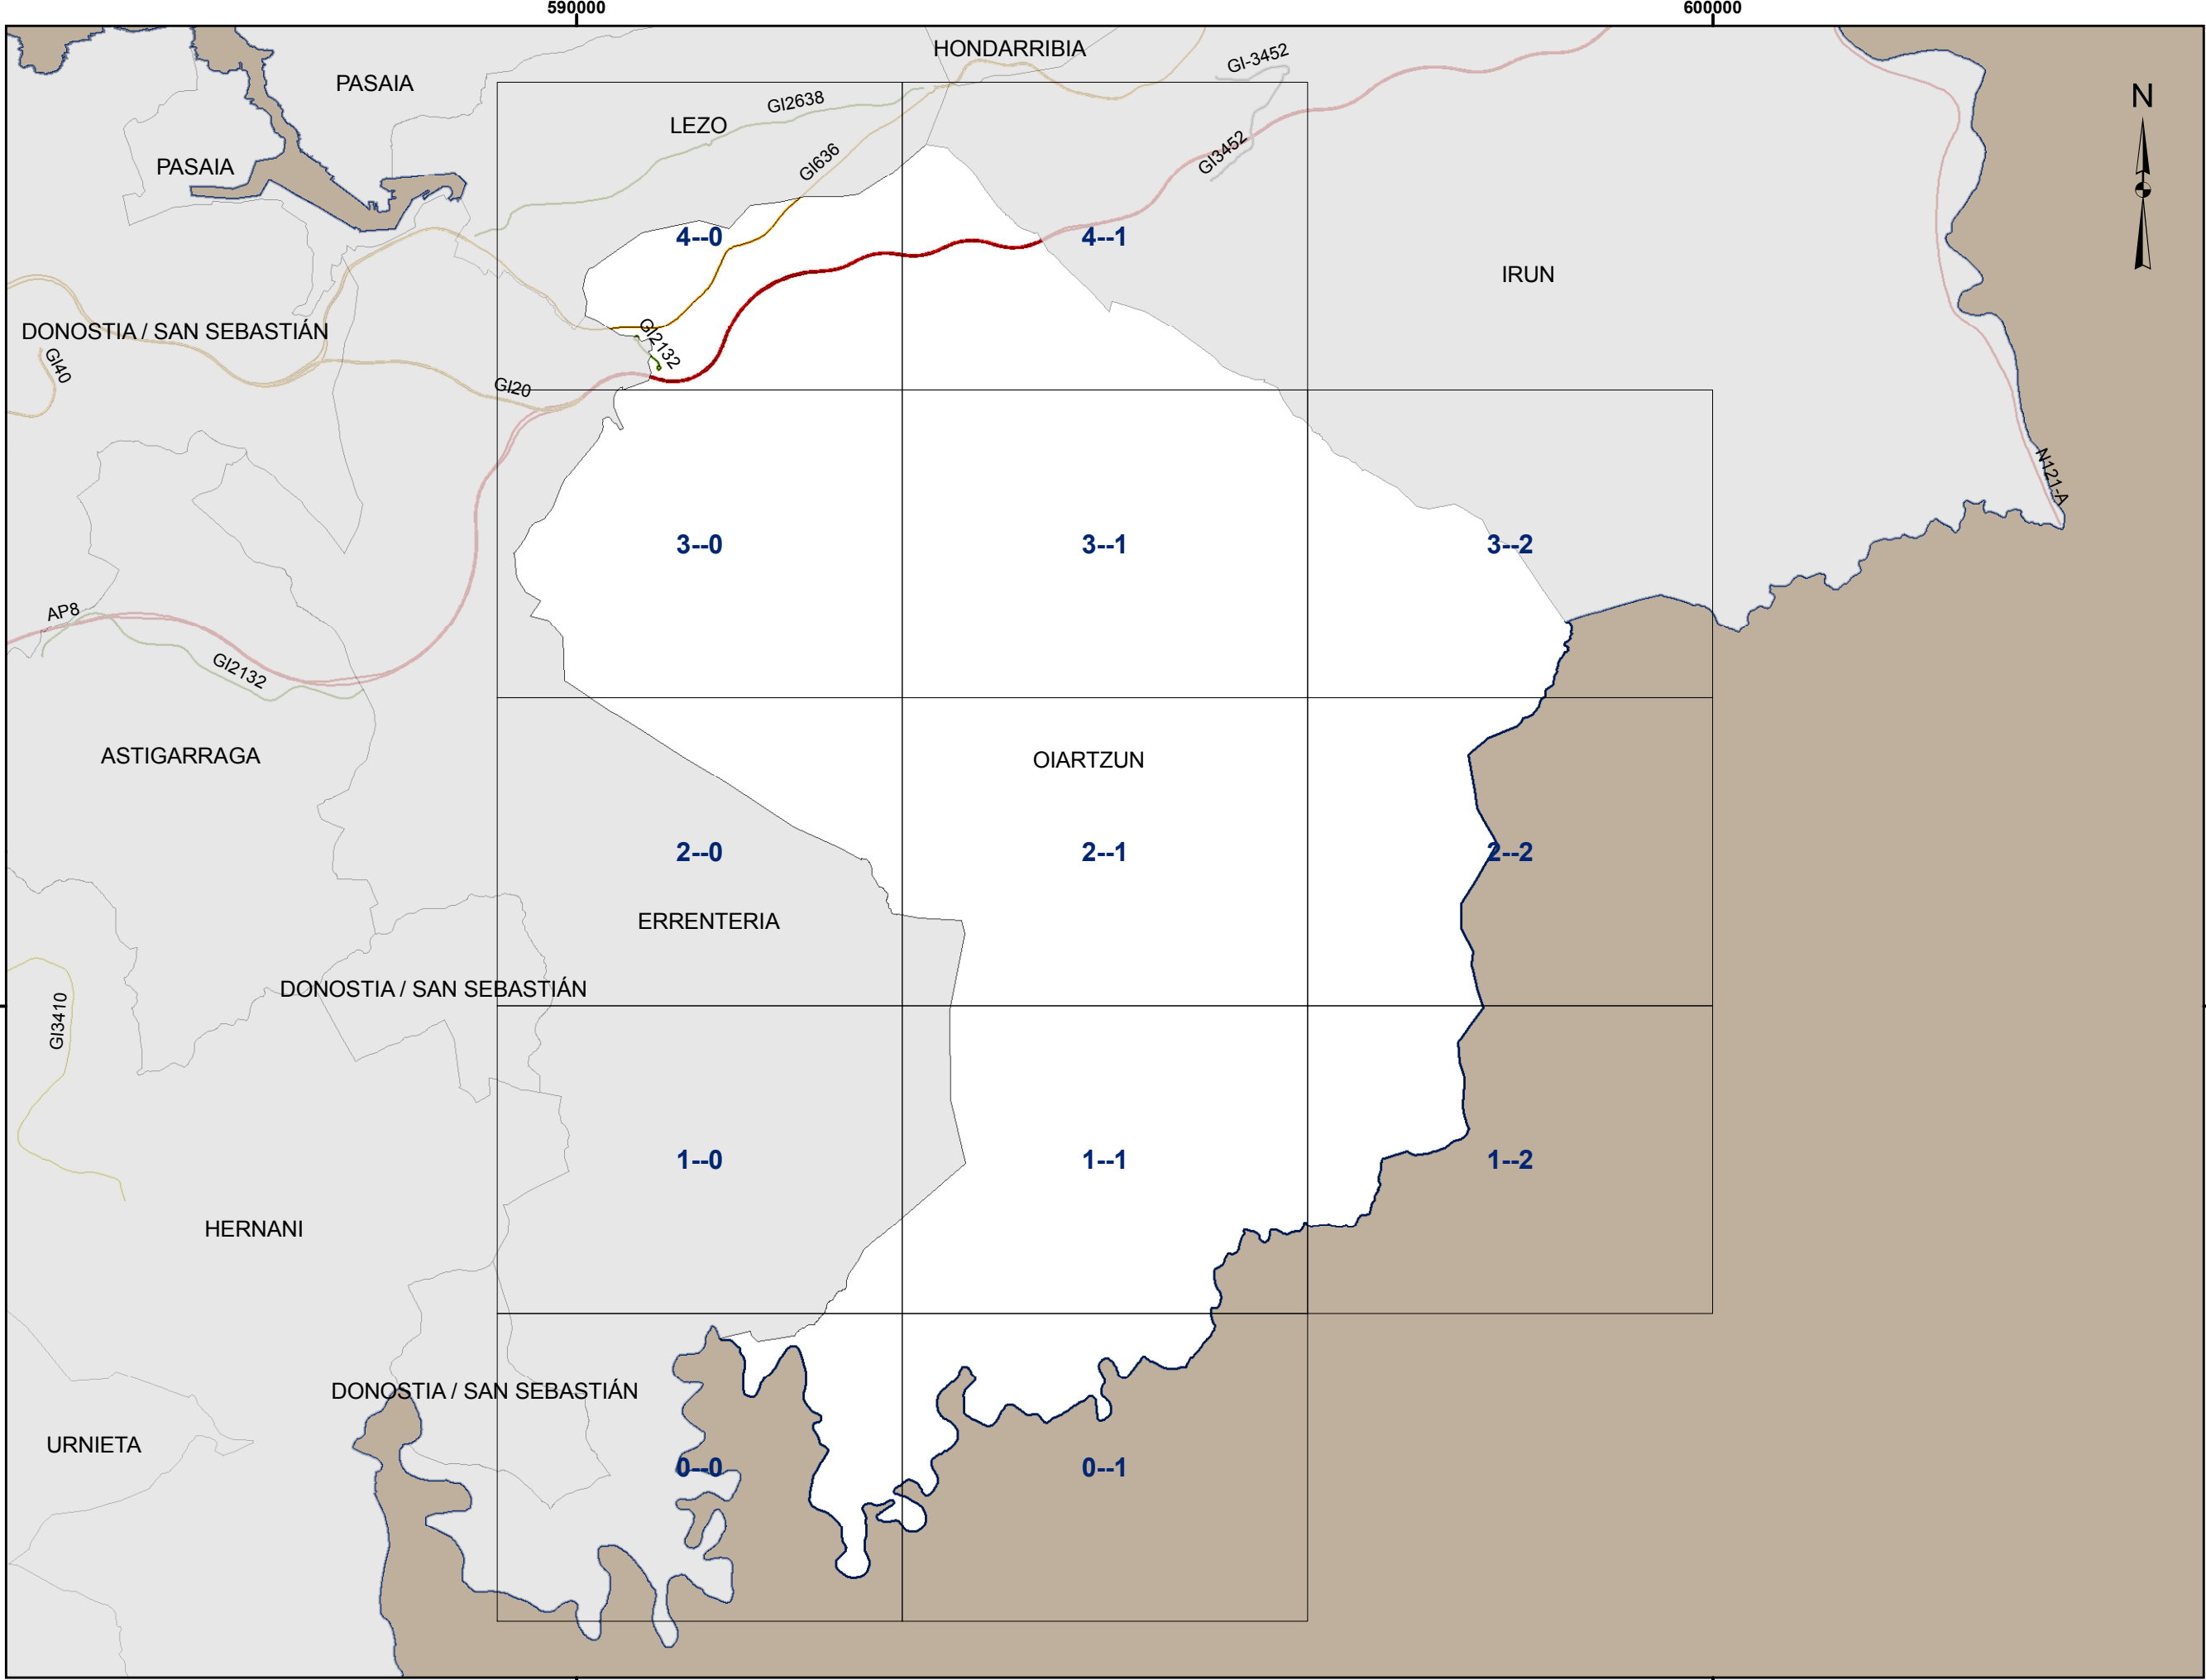 590000
600000
HONDARRIBIA
GI-3452
PASAIA
N
GI2638
LEZO
GI636
GI3452
PASAIA
4--0
4--1
IRUN
DONOSTIA / SAN SEBASTIÁN
GI2132
GI40
GI20
N121-A
3--0
3--1
3--2
AP8
GI2132
ASTIGARRAGA
OIARTZUN
2--0
2--1
2--2
ERRENTERIA
DONOSTIA / SAN SEBASTIÁN
GI3410
1--0
1--1
1--2
HERNANI
DONOSTIA / SAN SEBASTIÁN
URNIETA
0--0
0--1